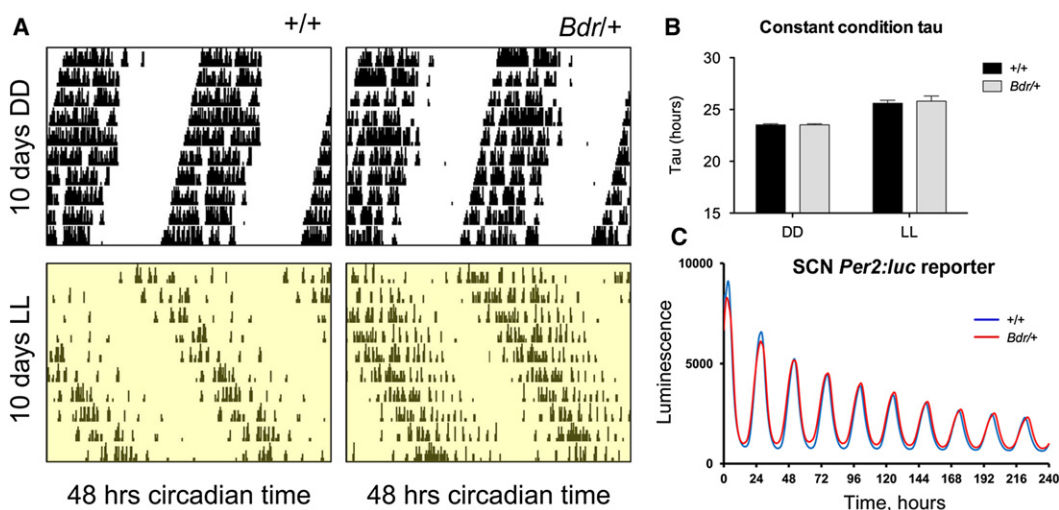 A
+/+
Bdr/+
10 days DD
10 days LL
48 hrs circadian time
48 hrs circadian time
B
Constant condition tau
+/+
Bdr/+
Tau (hours)
30
25
20
15
DD
LL
C
SCN Per2:luc reporter
+/+
Bdr/+
Luminescence
10000
5000
0
0 24 48 72 96 120 144 168 192 216 240
Time, hours